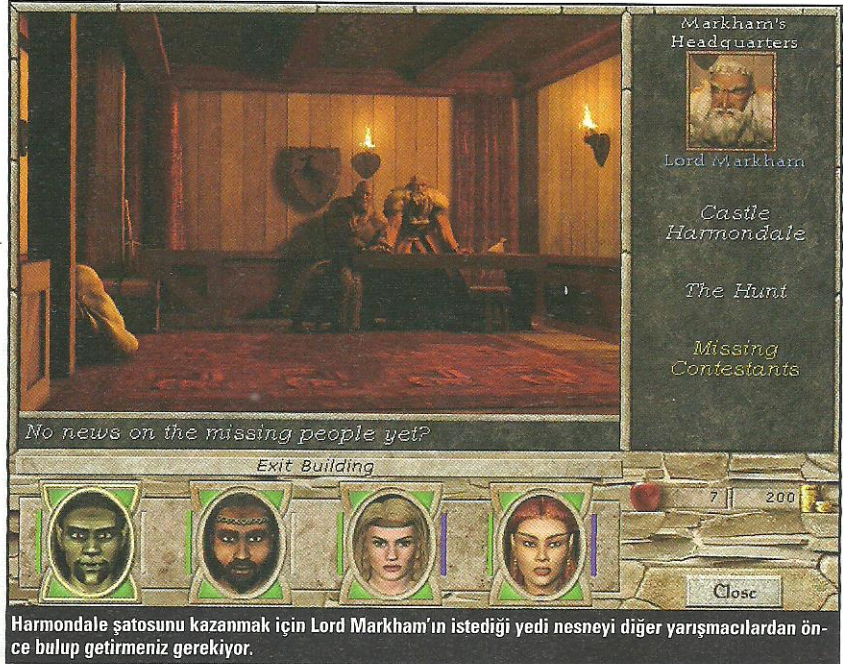 Markham's
Headquarters
Lord Markham
Castle
Harmondale
The Hunt
Missing
Contestants
No news on the missing people yet?
Exit Building
7 200
Close
Harmondale şatosunu kazanmak için Lord Markham'ın istediği yedi nesneyi diğer yarışmacılardan ön-
ce bulup getirmeniz gerekiyor.